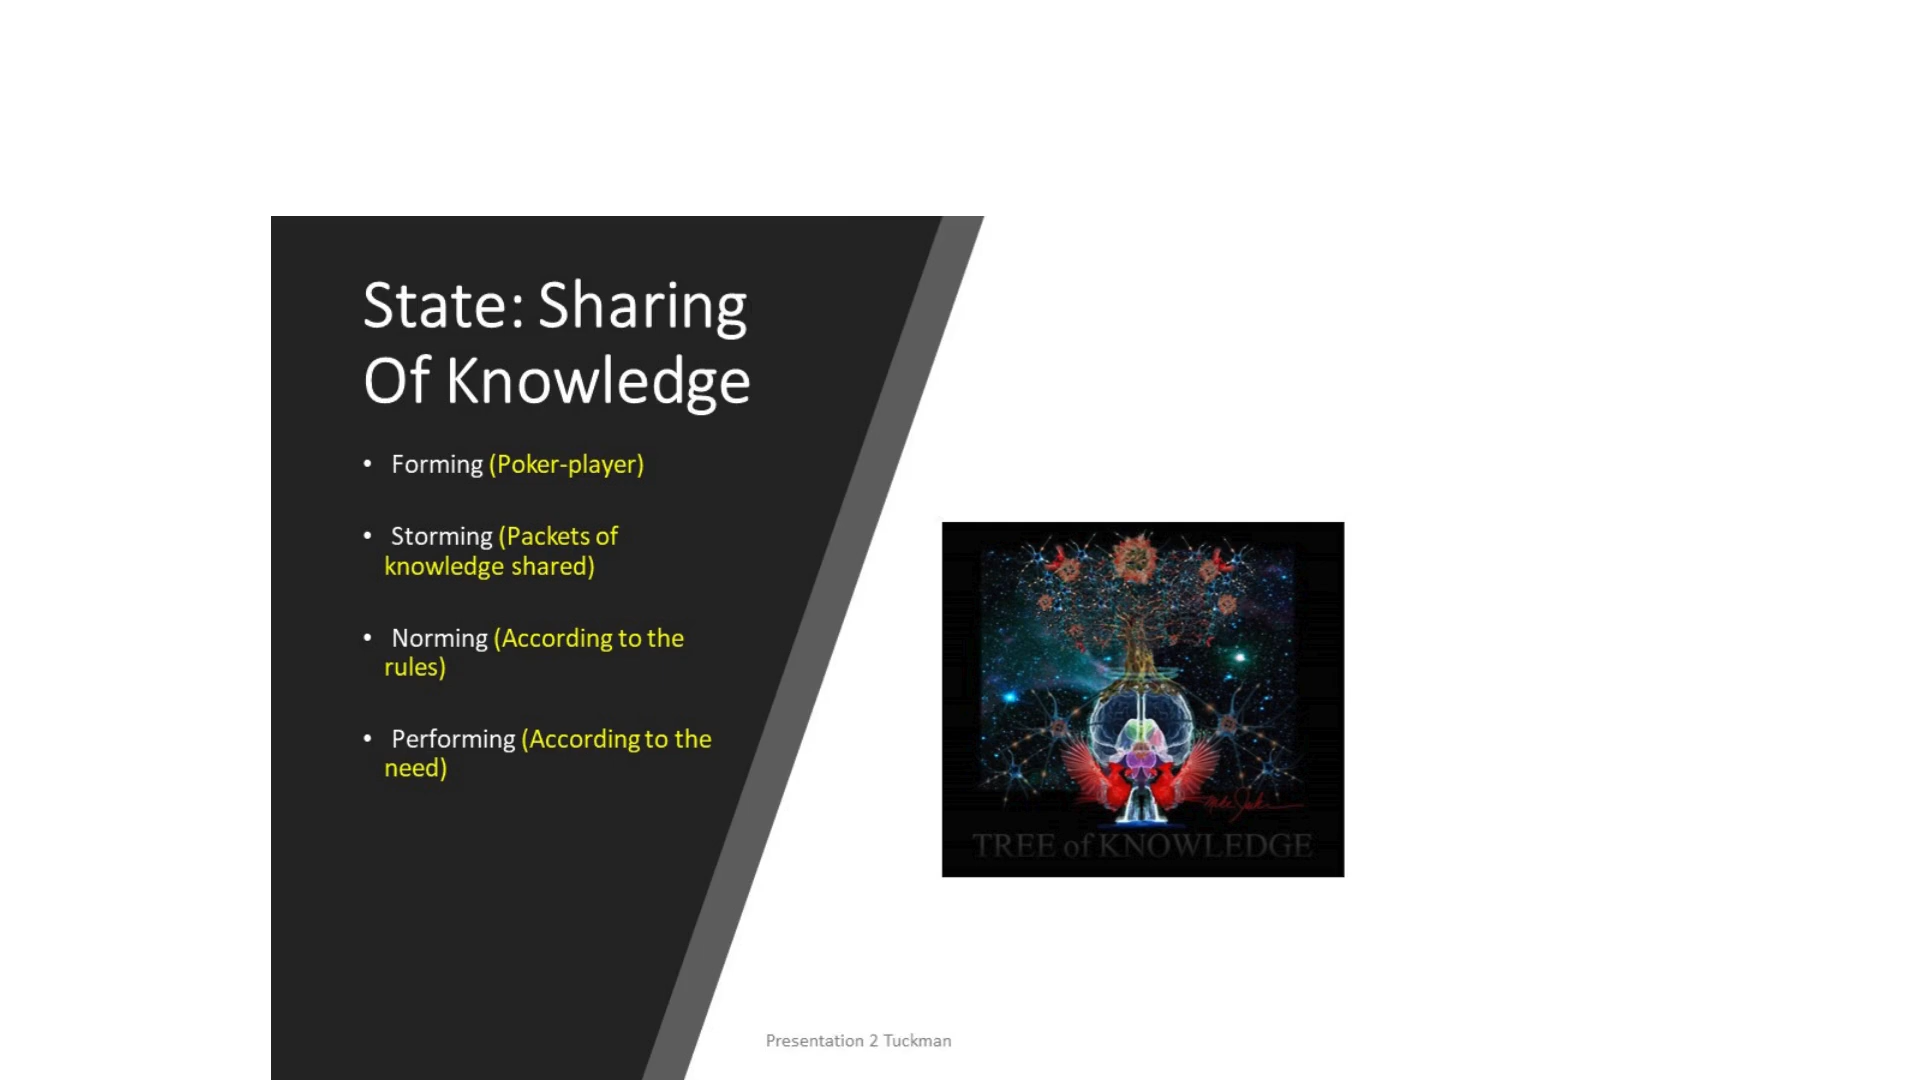 State: Sharing
Of Knowledge
• Forming (Poker-player)
• Storming (Packets of
knowledge shared)
• Norming (According to the
rules)
• Performing (According to the
need)
TREE of KNOWLEDGE
Presentation 2 Tuckman